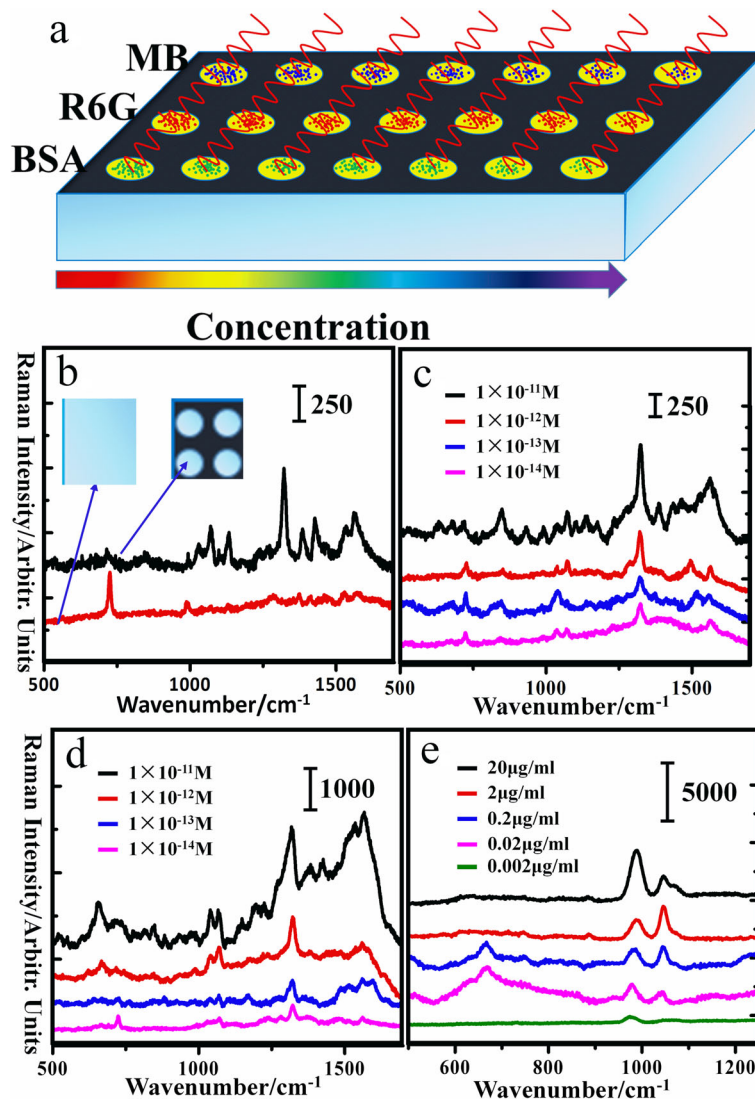 a
MB
R6G
BSA
Concentration
Raman Intensity/Arbitr. Units
b
250
500
1000
1500
Wavenumber/cm-1
c
1×10-11M
1×10-12M
1×10-13M
1×10-14M
250
500
1000
1500
Wavenumber/cm-1
Raman Intensity/Arbitr. Units
d
1×10-11M
1×10-12M
1×10-13M
1×10-14M
1000
500
1000
1500
Wavenumber/cm-1
e
20μg/ml
2μg/ml
0.2μg/ml
0.02μg/ml
0.002μg/ml
5000
600
800
1000
1200
Wavenumber/cm-1